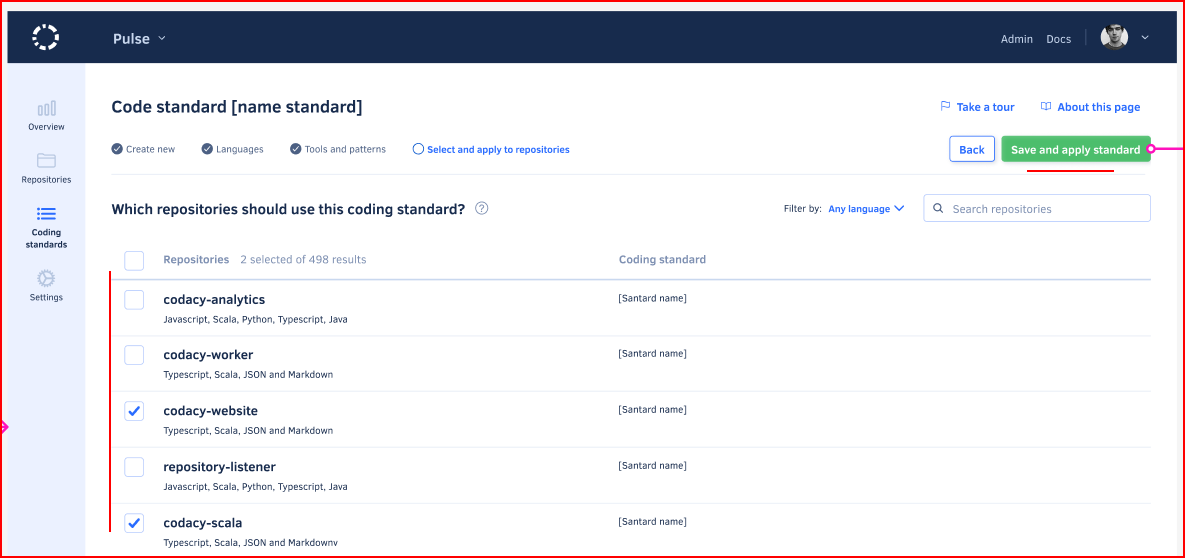 Pulse
Admin Docs
Code standard [name standard]
Take a tour
About this page
Overview
Create new
Languages
Tools and patterns
Select and apply to repositories
Back
Save and apply standard
Repositories
Which repositories should use this coding standard? ?
Filter by: Any language
Search repositories
Coding
standards
Repositories 2 selected of 498 results
Coding standard
Settings
codacy-analytics
[Santard name]
Javascript, Scala, Python, Typescript, Java
codacy-worker
[Santard name]
Typescript, Scala, JSON and Markdown
codacy-website
[Santard name]
Typescript, Scala, JSON and Markdown
repository-listener
[Santard name]
Javascript, Scala, Python, Typescript, Java
codacy-scala
[Santard name]
Typescript, Scala, JSON and Markdownv